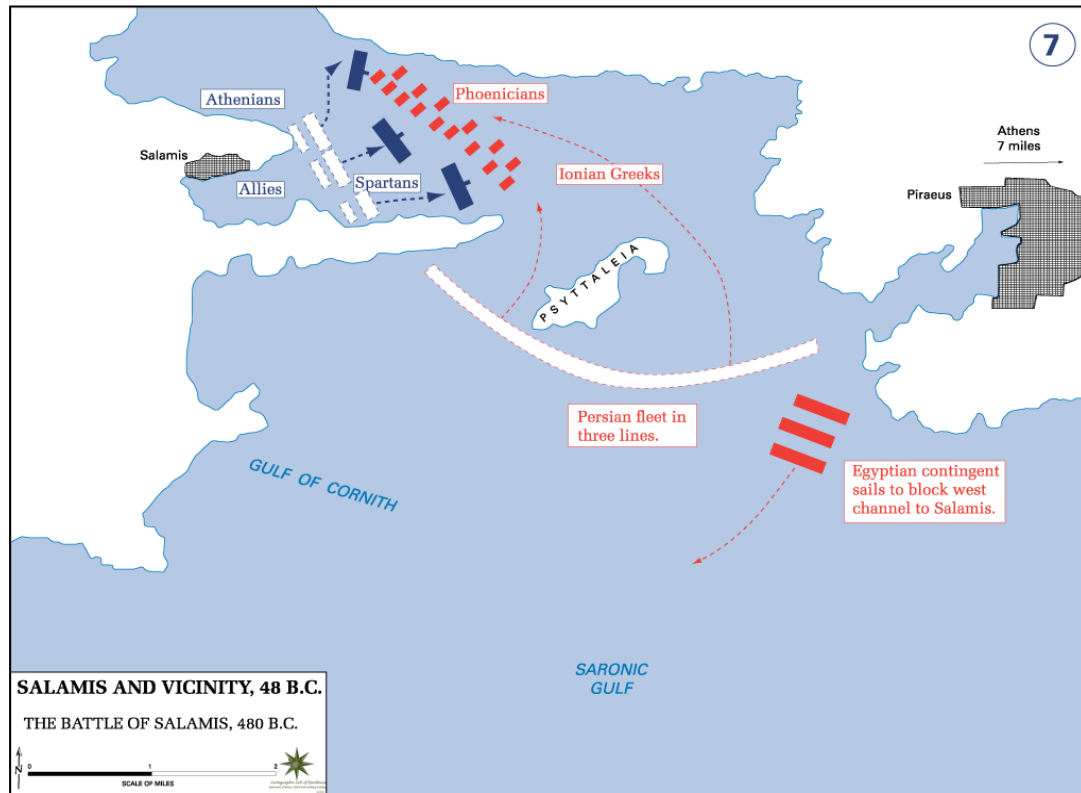 7
Athenians
Phoenicians
Athens
7 miles
Salamis
Ionian Greeks
Allies
Spartans
Piraeus
PSYTTALEIA
Persian fleet in
three lines.
GULF OF CORNITH
Egyptian contingent
sails to block west
channel to Salamis.
SARONIC
GULF
SALAMIS AND VICINITY, 48 B.C.
THE BATTLE OF SALAMIS, 480 B.C.
N
0 1 2
SCALE OF MILES